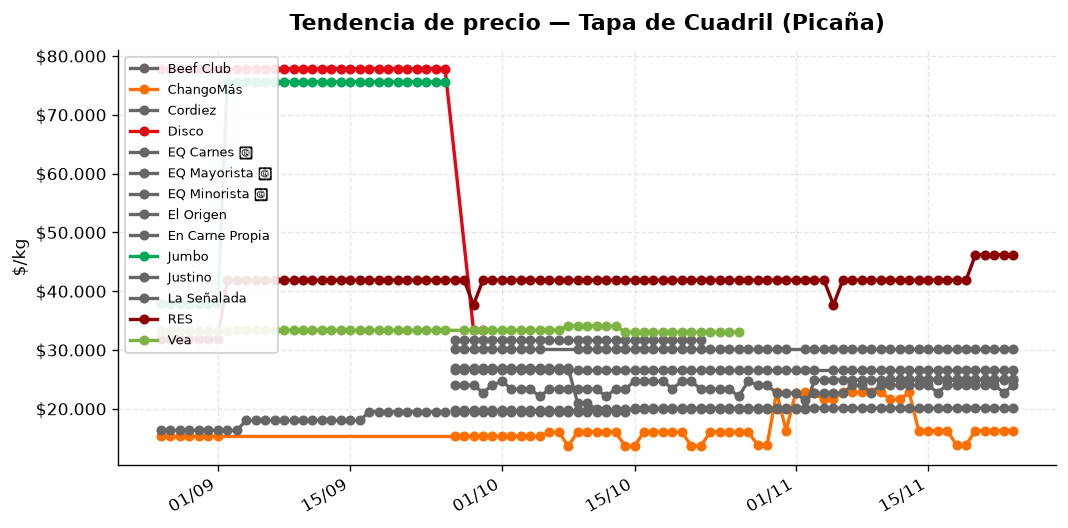 Tendencia de precio — Tapa de Cuadril (Picaña)
$/kg
$80.000
$70.000
$60.000
$50.000
$40.000
$30.000
$20.000
Beef Club
ChangoMás
Cordiez
Disco
EQ Carnes
EQ Mayorista
EQ Minorista
El Origen
En Carne Propia
Jumbo
Justino
La Señalada
RES
Vea
01/09
15/09
01/10
15/10
01/11
15/11